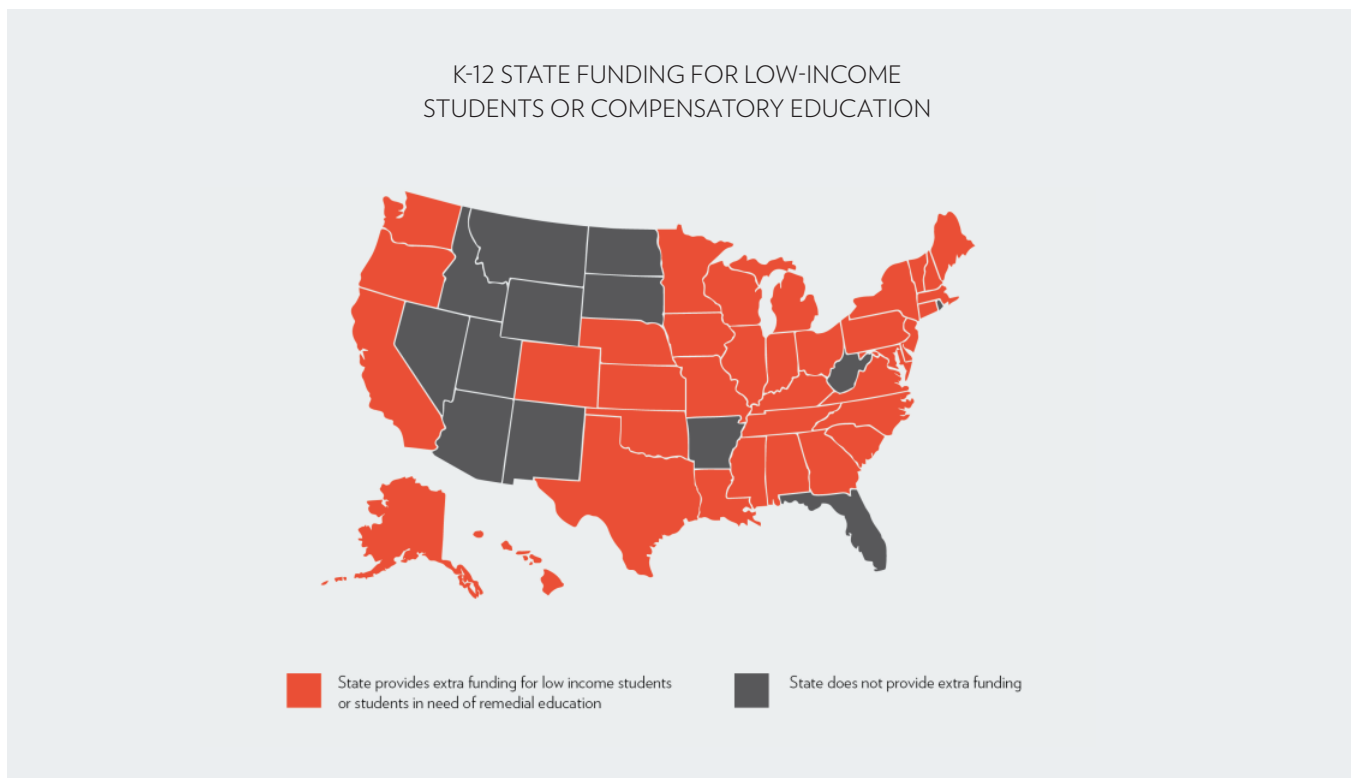 K-12 STATE FUNDING FOR LOW-INCOME
STUDENTS OR COMPENSATORY EDUCATION
State provides extra funding for low income students
or students in need of remedial education
State does not provide extra funding